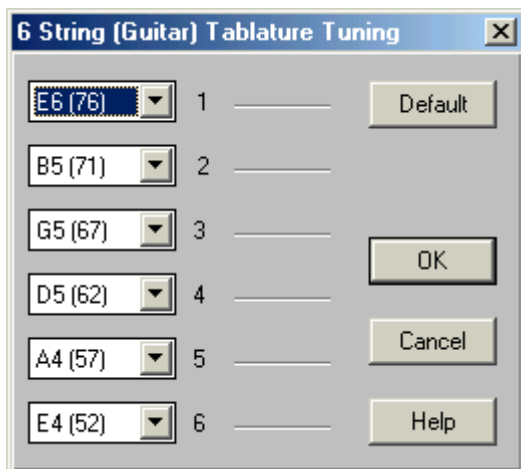 6 String (Guitar) Tablature Tuning
E6 (76) 1 Default
B5 (71) 2
G5 (67) 3
OK
D5 (62) 4
Cancel
A4 (57) 5
E4 (52) 6 Help